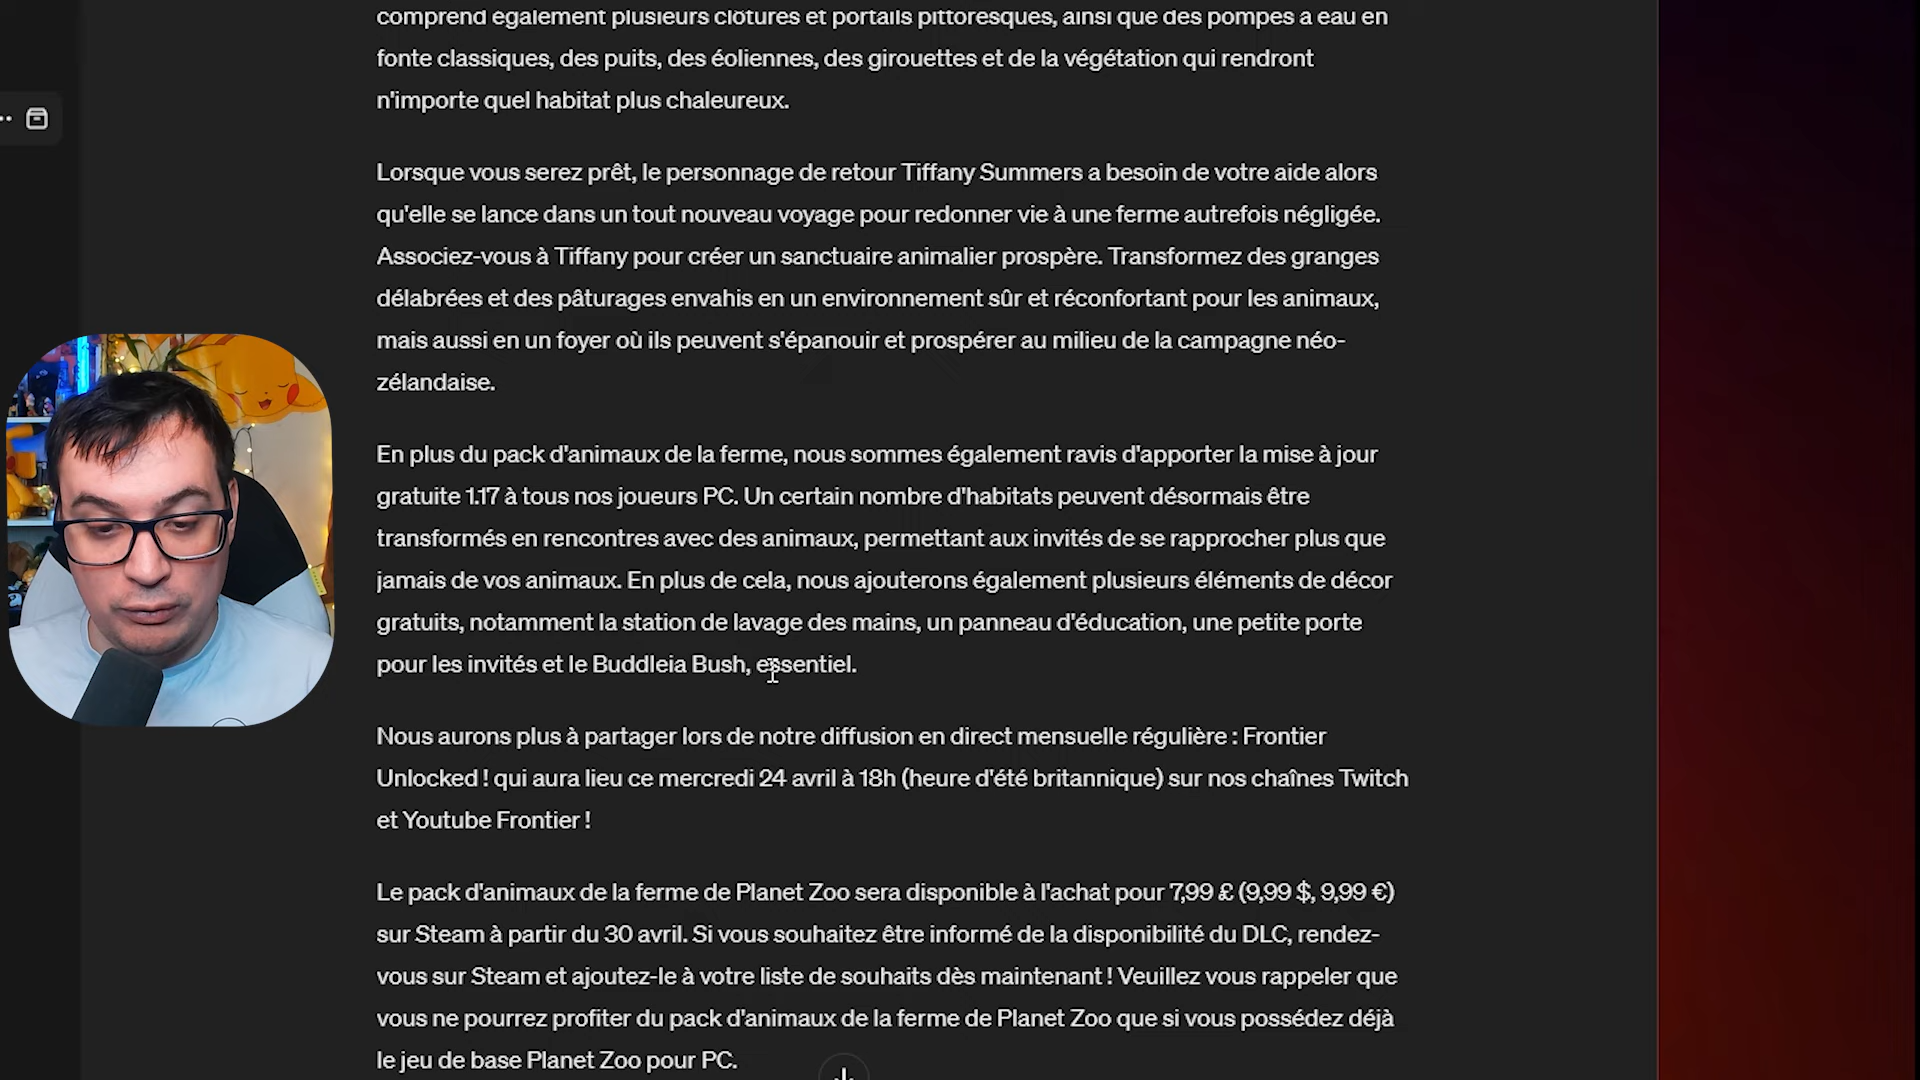 comprend également plusieurs clôtures et portails pittoresques, ainsi que des pompes à eau en
fonte classiques, des puits, des éoliennes, des girouettes et de la végétation qui rendront
n'importe quel habitat plus chaleureux.
Lorsque vous serez prêt, le personnage de retour Tiffany Summers a besoin de votre aide alors
qu'elle se lance dans un tout nouveau voyage pour redonner vie à une ferme autrefois négligée.
Associez-vous à Tiffany pour créer un sanctuaire animalier prospère. Transformez des granges
délabrées et des pâturages envahis en un environnement sûr et réconfortant pour les animaux,
mais aussi en un foyer où ils peuvent s'épanouir et prospérer au milieu de la campagne néo-
zélandaise.
En plus du pack d'animaux de la ferme, nous sommes également ravis d'apporter la mise à jour
gratuite 1.17 à tous nos joueurs PC. Un certain nombre d'habitats peuvent désormais être
transformés en rencontres avec des animaux, permettant aux invités de se rapprocher plus que
jamais de vos animaux. En plus de cela, nous ajouterons également plusieurs éléments de décor
gratuits, notamment la station de lavage des mains, un panneau d'éducation, une petite porte
pour les invités et le Buddleia Bush, essentiel.
Nous aurons plus à partager lors de notre diffusion en direct mensuelle régulière : Frontier
Unlocked ! qui aura lieu ce mercredi 24 avril à 18h (heure d'été britannique) sur nos chaînes Twitch
et Youtube Frontier !
Le pack d'animaux de la ferme de Planet Zoo sera disponible à l'achat pour 7,99 £ (9,99 $, 9,99 €)
sur Steam à partir du 30 avril. Si vous souhaitez être informé de la disponibilité du DLC, rendez-
vous sur Steam et ajoutez-le à votre liste de souhaits dès maintenant ! Veuillez vous rappeler que
vous ne pourrez profiter du pack d'animaux de la ferme de Planet Zoo que si vous possédez déjà
le jeu de base Planet Zoo pour PC.